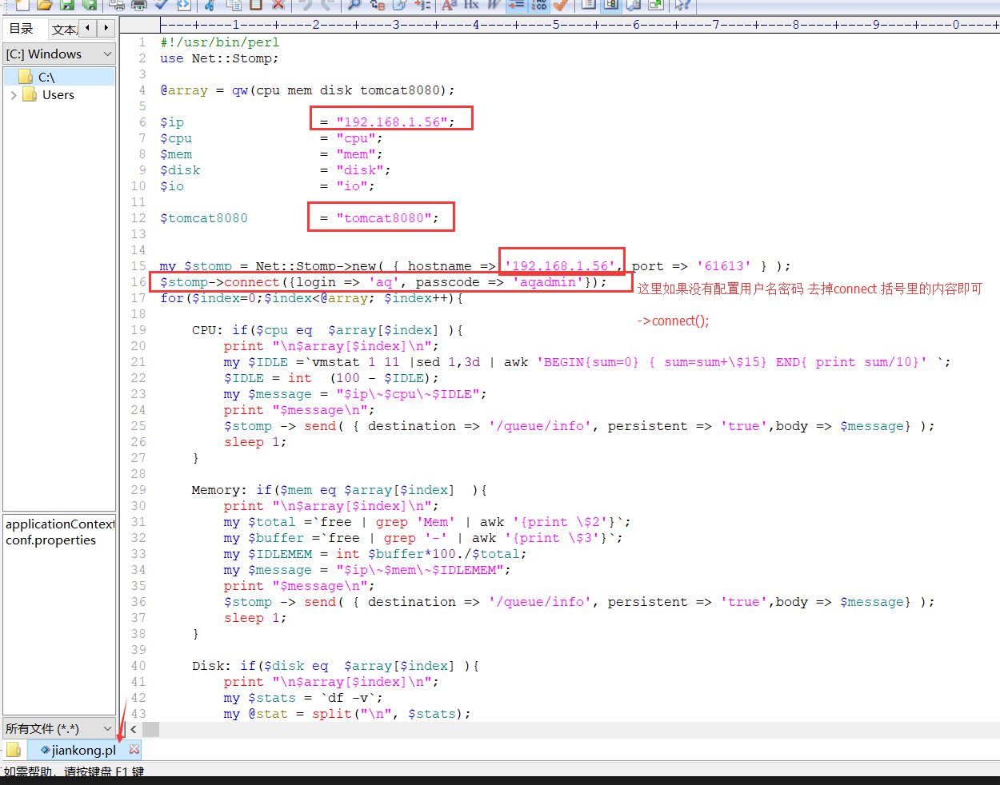 目录 文本
[C:] Windows
C:\
Users
applicationContext
conf.properties
所有文件 (*.*)
----+----1----+----2----+----3----+----4----+----5----+----6----+----7----+----8----+----9----+----0----+
1 #!/usr/bin/perl
2 use Net::Stomp;
3
4 @array = qw(cpu mem disk tomcat8080);
5
6 $ip = "192.168.1.56";
7 $cpu = "cpu";
8 $mem = "mem";
9 $disk = "disk";
10 $io = "io";
11
12 $tomcat8080 = "tomcat8080";
13
14
15 my $stomp = Net::Stomp->new( { hostname => '192.168.1.56', port => '61613' } );
16 $stomp->connect({login => 'aq', passcode => 'aqadmin'});
这里如果没有配置用户名密码 去掉connect 括号里的内容即可
->connect();
17 for($index=0;$index<@array; $index++){
18
19 CPU: if($cpu eq  $array[$index] ){
20 print "\n$array[$index]\n";
21 my $IDLE =`vmstat 1 11 |sed 1,3d | awk 'BEGIN{sum=0} { sum=sum+\$15} END{ print sum/10}' `;
22 $IDLE = int  (100 - $IDLE);
23 my $message = "$ip\~$cpu\~$IDLE";
24 print "$message\n";
25 $stomp -> send( { destination => '/queue/info', persistent => 'true',body => $message} );
26 sleep 1;
27 }
28
29 Memory: if($mem eq $array[$index]  ){
30 print "\n$array[$index]\n";
31 my $total =`free | grep 'Mem' | awk '{print \$2'}`;
32 my $buffer =`free | grep '-' | awk '{print \$3'}`;
33 my $IDLEMEM = int $buffer*100./$total;
34 my $message = "$ip\~$mem\~$IDLEMEM";
35 print "$message\n";
36 $stomp -> send( { destination => '/queue/info', persistent => 'true',body => $message} );
37 sleep 1;
38 }
39
40 Disk: if($disk eq  $array[$index] ){
41 print "\n$array[$index]\n";
42 my $stats = `df -v`;
43 my @stat = split("\n", $stats);
jiankong.pl
如需帮助，请按键盘 F1 键